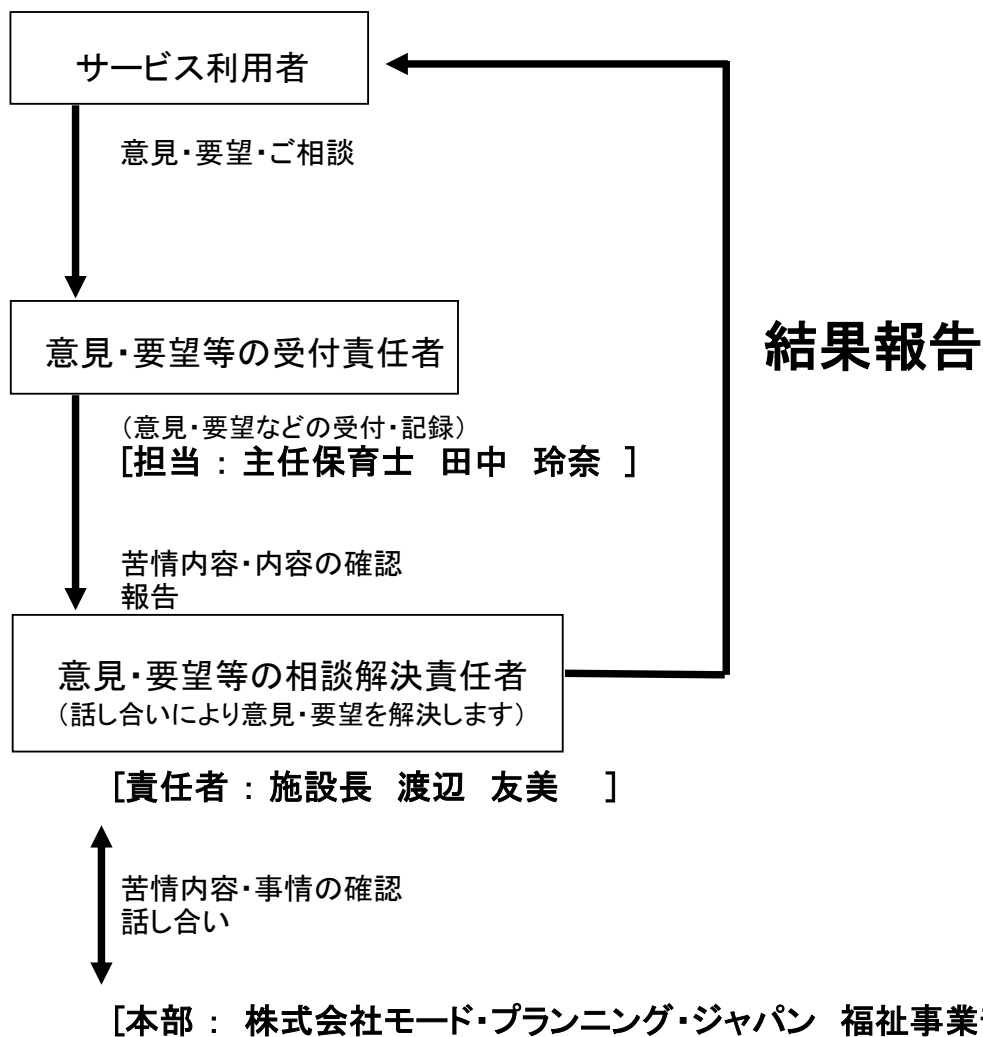 サービス利用者
意見・要望・ご相談
意見・要望等の受付責任者
結果報告
（意見・要望などの受付・記録）
[担当 ： 主任保育士　田中　玲奈　]
苦情内容・内容の確認
報告
意見・要望等の相談解決責任者
（話し合いにより意見・要望を解決します）
[責任者 ： 施設長　渡辺　友美　　]
苦情内容・事情の確認
話し合い
[本部 ：　株式会社モード・プランニング・ジャパン　福祉事業